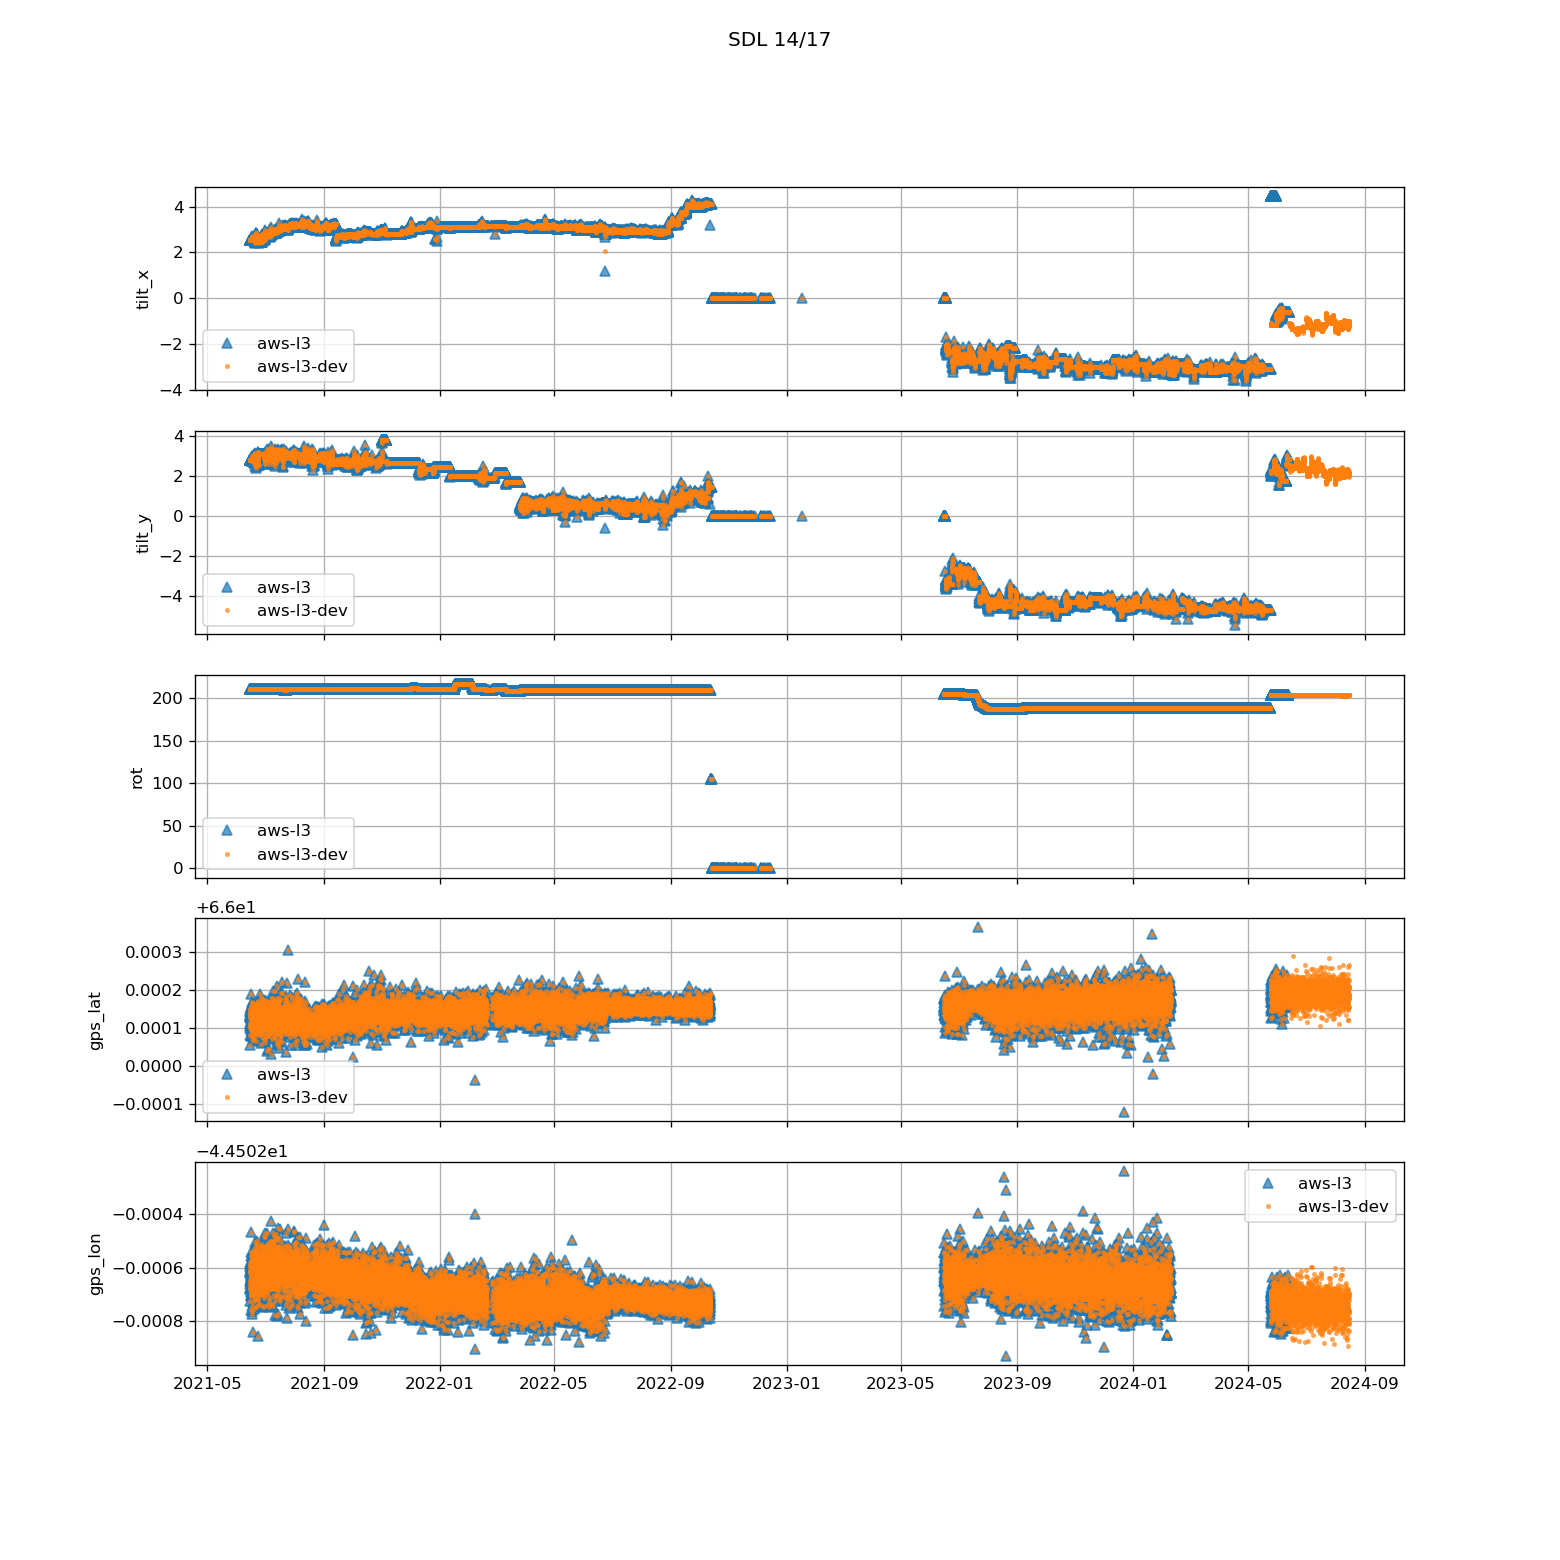 SDL 14/17
4
2
0
−2
−4
tilt_x
aws-l3
aws-l3-dev
4
2
0
−2
−4
tilt_y
aws-l3
aws-l3-dev
200
150
100
50
0
rot
aws-l3
aws-l3-dev
+6.6e1
0.0003
0.0002
0.0001
0.0000
−0.0001
gps_lat
aws-l3
aws-l3-dev
−4.4502e1
−0.0004
−0.0006
−0.0008
gps_lon
aws-l3
aws-l3-dev
2021-05 2021-09 2022-01 2022-05 2022-09 2023-01 2023-05 2023-09 2024-01 2024-05 2024-09